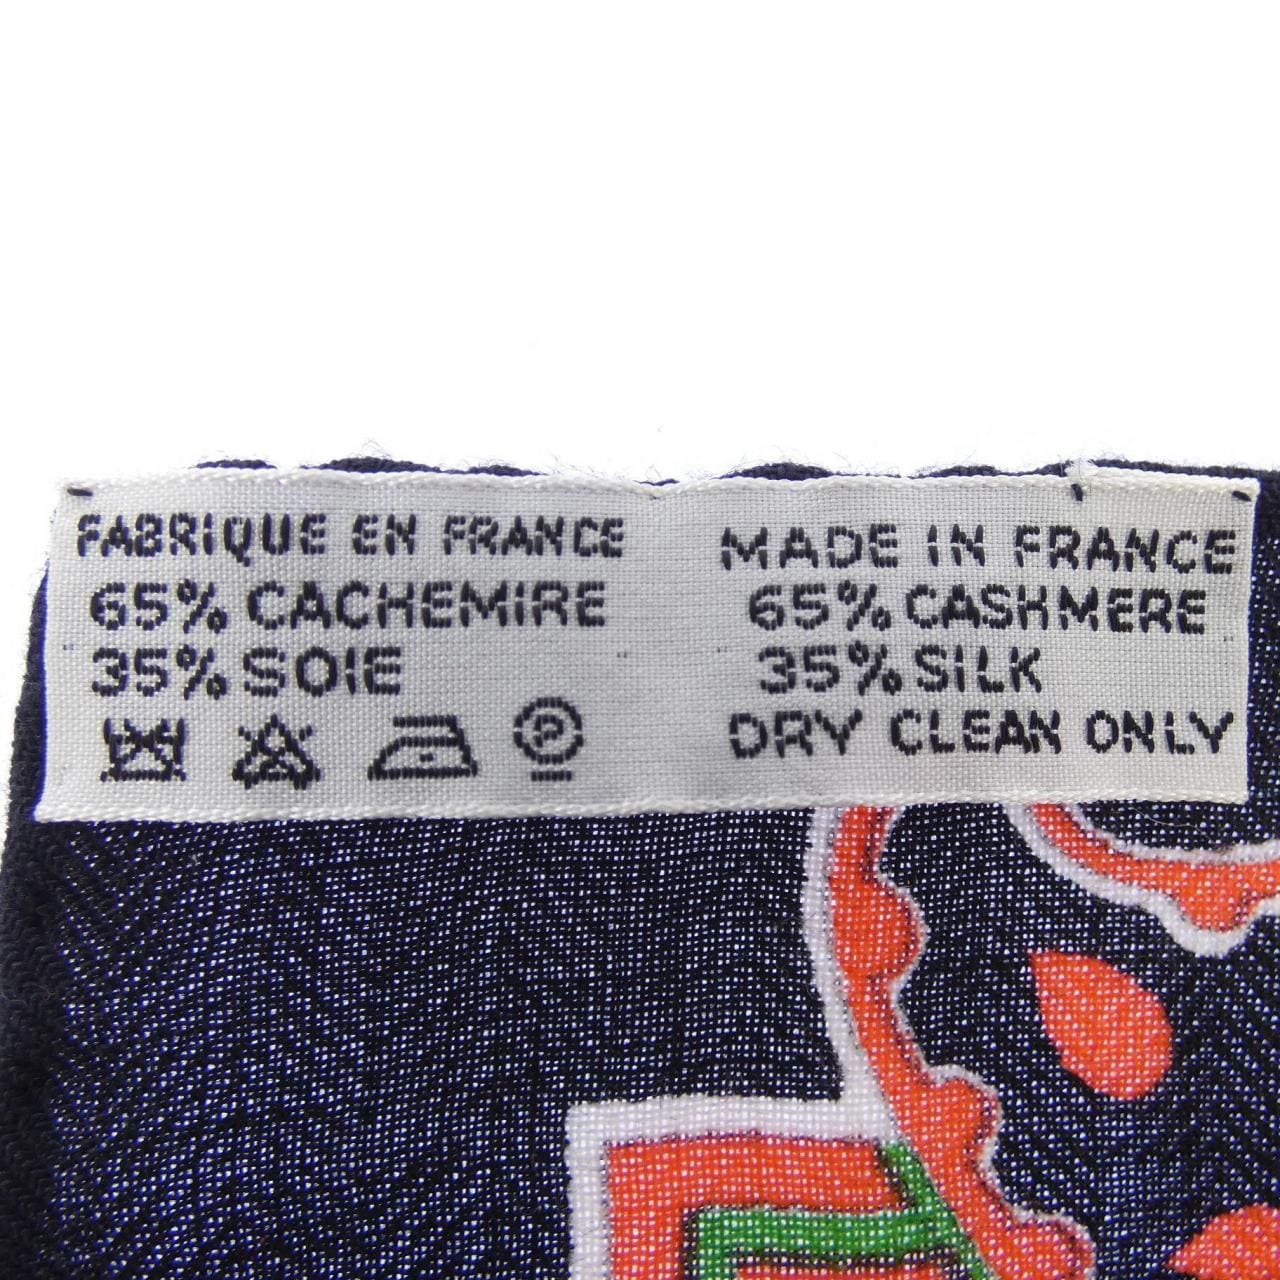 FABRIQUE EN FRANCE
65% CACHEMIRE
35% SOIE
P
MADE IN FRANCE
65% CASHMERE
35% SILK
DRY CLEAN ONLY